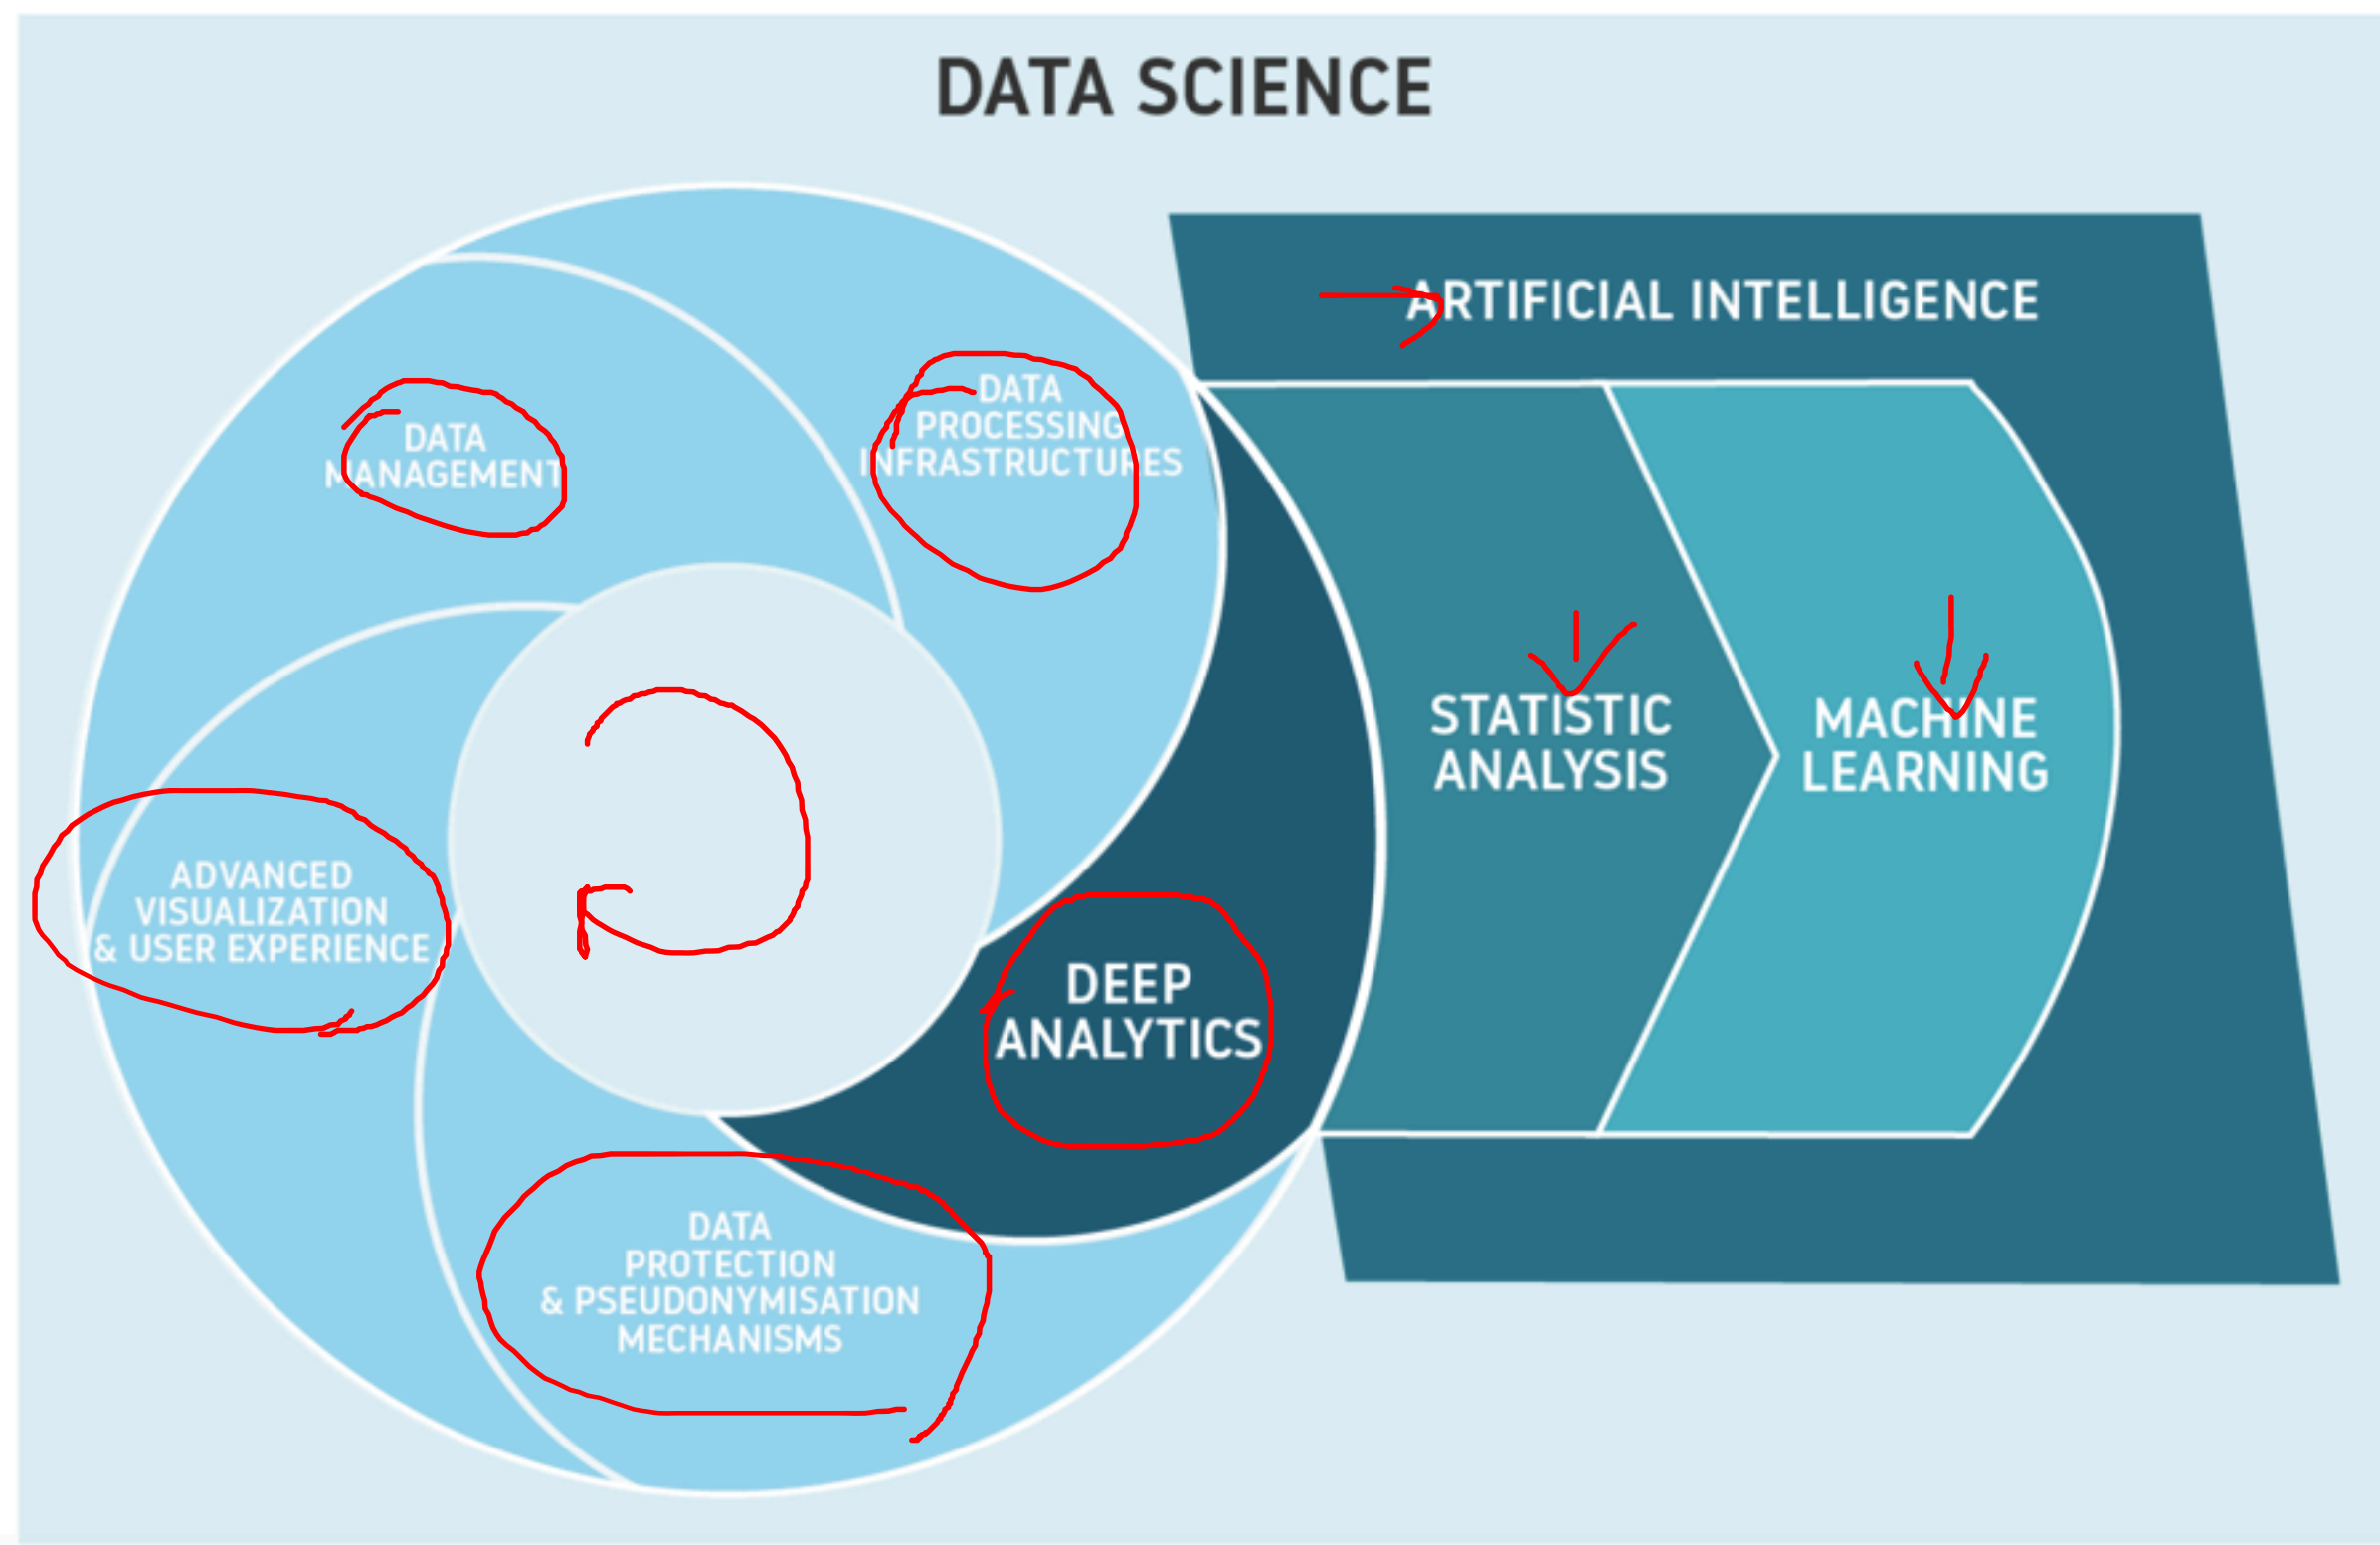 DATA SCIENCE
ARTIFICIAL INTELLIGENCE
DATA
MANAGEMENT
DATA
PROCESSING
INFRASTRUCTURES
STATISTIC
ANALYSIS
MACHINE
LEARNING
ADVANCED
VISUALIZATION
& USER EXPERIENCE
DEEP
ANALYTICS
DATA
PROTECTION
& PSEUDONYMISATION
MECHANISMS